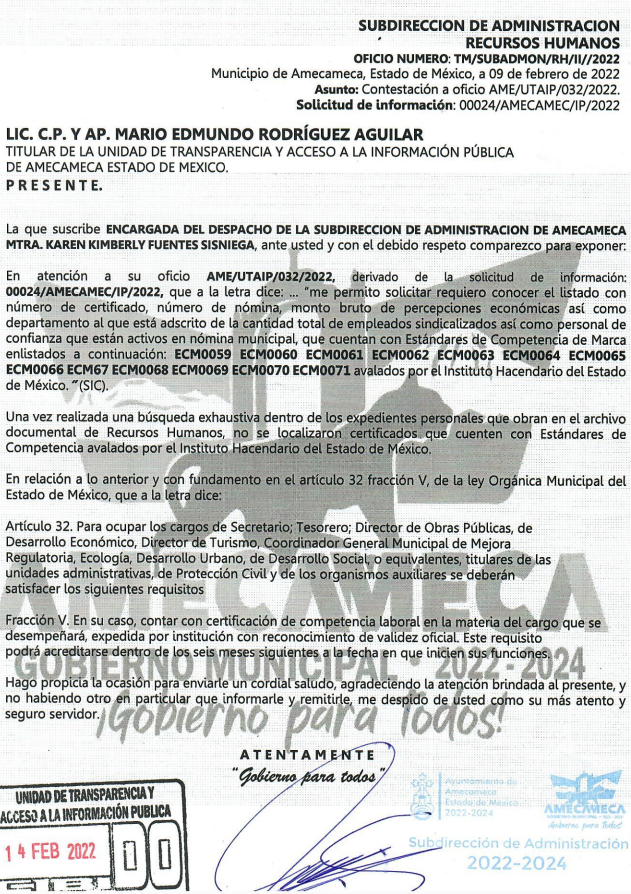 SUBDIRECCION DE ADMINISTRACION
RECURSOS HUMANOS
OFICIO NUMERO: TM/SUBADMON/RH/II//2022
Municipio de Amecameca, Estado de México, a 09 de febrero de 2022
Asunto: Contestación a oficio AME/UTAIP/032/2022.
Solicitud de información: 00024/AMECAMEC/IP/2022
LIC. C.P. Y AP. MARIO EDMUNDO RODRÍGUEZ AGUILAR
TITULAR DE LA UNIDAD DE TRANSPARENCIA Y ACCESO A LA INFORMACIÓN PÚBLICA
DE AMECAMECA ESTADO DE MEXICO.
P R E S E N T E.
La que suscribe ENCARGADA DEL DESPACHO DE LA SUBDIRECCION DE ADMINISTRACION DE AMECAMECA
MTRA. KAREN KIMBERLY FUENTES SISNIEGA, ante usted y con el debido respeto comparezco para exponer:
En atención a su oficio AME/UTAIP/032/2022, derivado de la solicitud de información:
00024/AMECAMEC/IP/2022, que a la letra dice: ... "me permito solicitar requiero conocer el listado con
número de certificado, número de nómina, monto bruto de percepciones económicas así como
departamento al que está adscrito de la cantidad total de empleados sindicalizados así como personal de
confianza que están activos en nómina municipal, que cuentan con Estándares de Competencia de Marca
enlistados a continuación: ECM0059 ECM0060 ECM0061 ECM0062 ECM0063 ECM0064 ECM0065
ECM0066 ECM67 ECM0068 ECM0069 ECM0070 ECM0071 avalados por el Instituto Hacendario del Estado
de México. "(SIC).
Una vez realizada una búsqueda exhaustiva dentro de los expedientes personales que obran en el archivo
documental de Recursos Humanos, no se localizaron certificados que cuenten con Estándares de
Competencia avalados por el Instituto Hacendario del Estado de México.
En relación a lo anterior y con fundamento en el artículo 32 fracción V, de la ley Orgánica Municipal del
Estado de México, que a la letra dice:
Artículo 32. Para ocupar los cargos de Secretario; Tesorero; Director de Obras Públicas, de
Desarrollo Económico, Director de Turismo, Coordinador General Municipal de Mejora
Regulatoria, Ecología, Desarrollo Urbano, de Desarrollo Social, o equivalentes, titulares de las
unidades administrativas, de Protección Civil y de los organismos auxiliares se deberán
satisfacer los siguientes requisitos
AMECAMECA
Fracción V. En su caso, contar con certificación de competencia laboral en la materia del cargo que se
desempeñará, expedida por institución con reconocimiento de validez oficial. Este requisito
podrá acreditarse dentro de los seis meses siguientes a la fecha en que inicien sus funciones.
GOBIERNO MUNICIPAL · 2022 - 2024
Hago propicia la ocasión para enviarle un cordial saludo, agradeciendo la atención brindada al presente, y
no habiendo otro en particular que informarle y remitirle, me despido de usted como su más atento y
seguro servidor.
¡Gobierno para Todos!
A T E N T A M E N T E
"Gobierno para todos"
UNIDAD DE TRANSPARENCIA Y
ACCESO A LA INFORMACIÓN PUBLICA
14 FEB 2022
Ayuntamiento de
Amecameca
Estado de México
2022-2024
AMECAMECA
Gobierno para Todos!
Subdirección de Administración
2022-2024